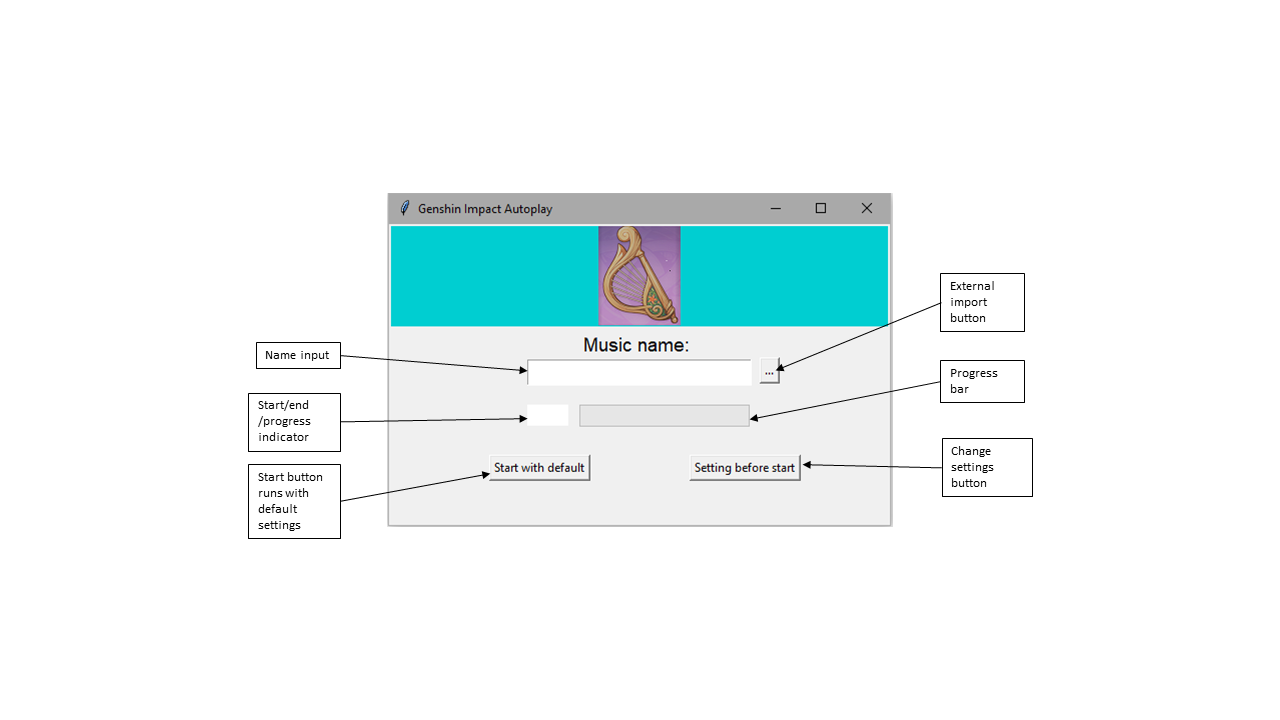 Genshin Impact Autoplay
External
import
button
Music name:
Name input
...
Progress
bar
Start/end
/progress
indicator
Start with default
Setting before start
Change
settings
button
Start button
runs with
default
settings